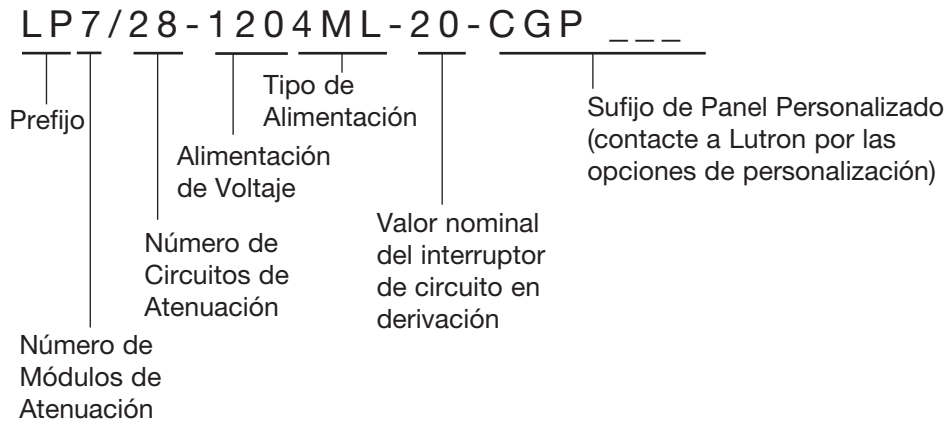 LP7/28-1204ML-20-CGP ___
Prefijo
Tipo de
Alimentación
Sufijo de Panel Personalizado
(contacte a Lutron por las
opciones de personalización)
Alimentación
de Voltaje
Número de
Circuitos de
Atenuación
Valor nominal
del interruptor
de circuito en
derivación
Número de
Módulos de
Atenuación